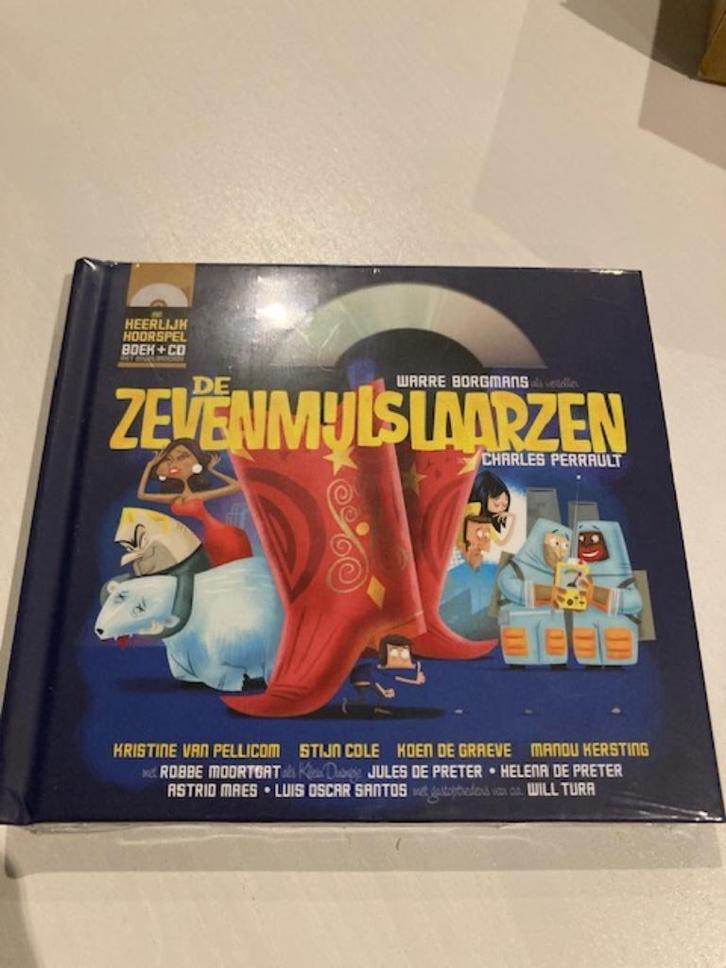 HEERLIJK
HOORSPEL
BOEK + CD
WARRE BORGMANS als verteller
DE
ZEVENMIJLSLAARZEN
CHARLES PERRAULT
KRISTINE VAN PELLICOM STIJN COLE KOEN DE GRAEVE MANOU KERSTING
met ROBBE MOORTGAT als Klein Duimpje JULES DE PRETER • HELENA DE PRETER
ASTRID MAES • LUIS OSCAR SANTOS met gastoptredens van o.a. WILL TURA